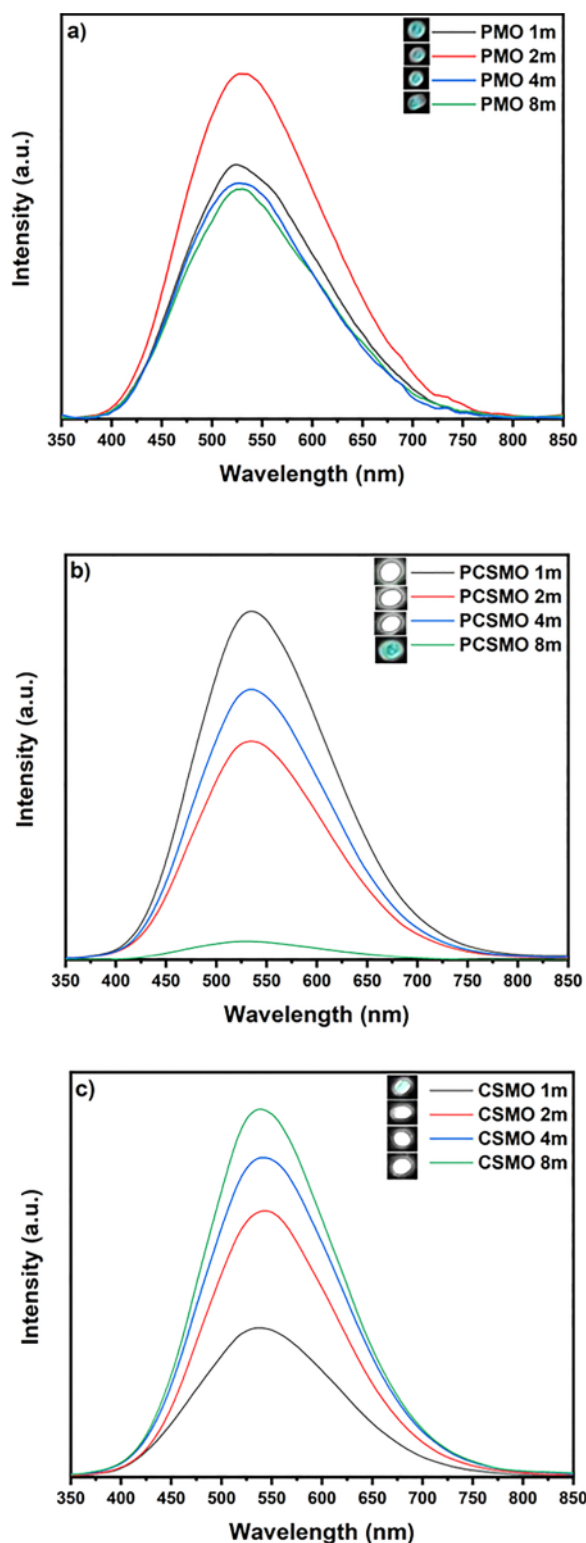 a)
PMO 1m
PMO 2m
PMO 4m
PMO 8m
Intensity (a.u.)
350 400 450 500 550 600 650 700 750 800 850
Wavelength (nm)
b)
PCSMO 1m
PCSMO 2m
PCSMO 4m
PCSMO 8m
Intensity (a.u.)
350 400 450 500 550 600 650 700 750 800 850
Wavelength (nm)
c)
CSMO 1m
CSMO 2m
CSMO 4m
CSMO 8m
Intensity (a.u.)
350 400 450 500 550 600 650 700 750 800 850
Wavelength (nm)